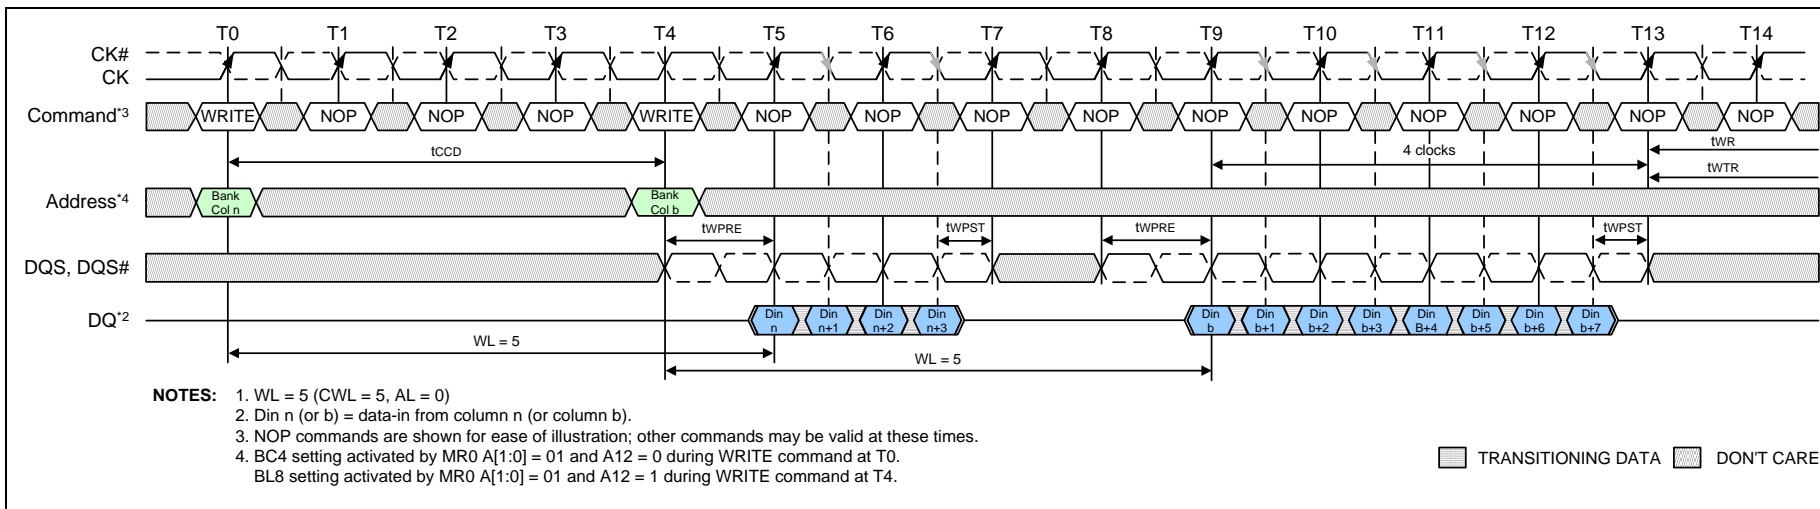 T0 T1 T2 T3 T4 T5 T6 T7 T8 T9 T10 T11 T12 T13 T14
CK#
CK
Command*3 WRITE NOP NOP NOP WRITE NOP NOP NOP NOP NOP NOP NOP NOP NOP NOP
tCCD 4 clocks tWR
tWTR
Address*4 Bank Col n Bank Col b
tWPRE tWPST tWPRE tWPST
DQS, DQS#
DQ*2 Din n Din n+1 Din n+2 Din n+3 Din b Din b+1 Din b+2 Din b+3 Din B+4 Din b+5 Din b+6 Din b+7
WL = 5
WL = 5
NOTES: 1. WL = 5 (CWL = 5, AL = 0)
2. Din n (or b) = data-in from column n (or column b).
3. NOP commands are shown for ease of illustration; other commands may be valid at these times.
4. BC4 setting activated by MR0 A[1:0] = 01 and A12 = 0 during WRITE command at T0.
BL8 setting activated by MR0 A[1:0] = 01 and A12 = 1 during WRITE command at T4.
TRANSITIONING DATA DON'T CARE